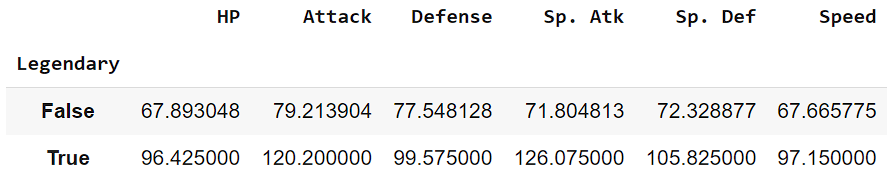 HP Attack Defense Sp. Atk Sp. Def Speed
Legendary
False 67.893048 79.213904 77.548128 71.804813 72.328877 67.665775
True 96.425000 120.200000 99.575000 126.075000 105.825000 97.150000